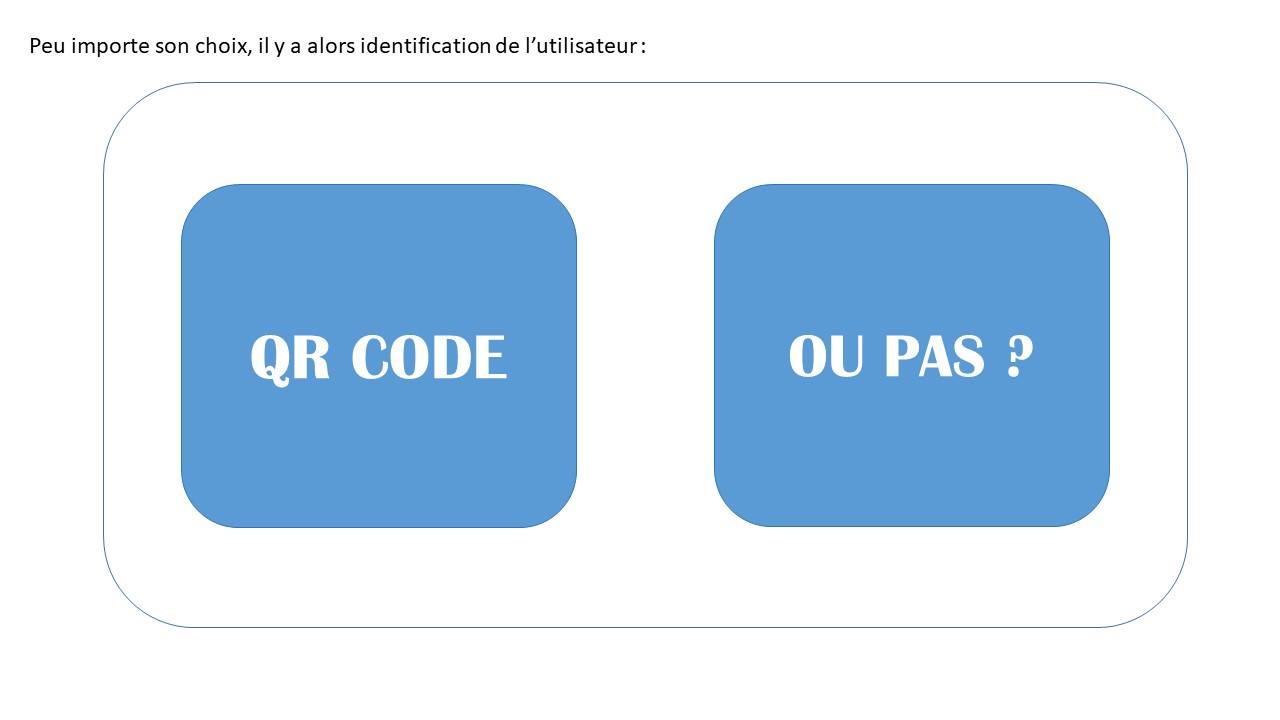 Peu importe son choix, il y a alors identification de l’utilisateur :
QR CODE
OU PAS ?